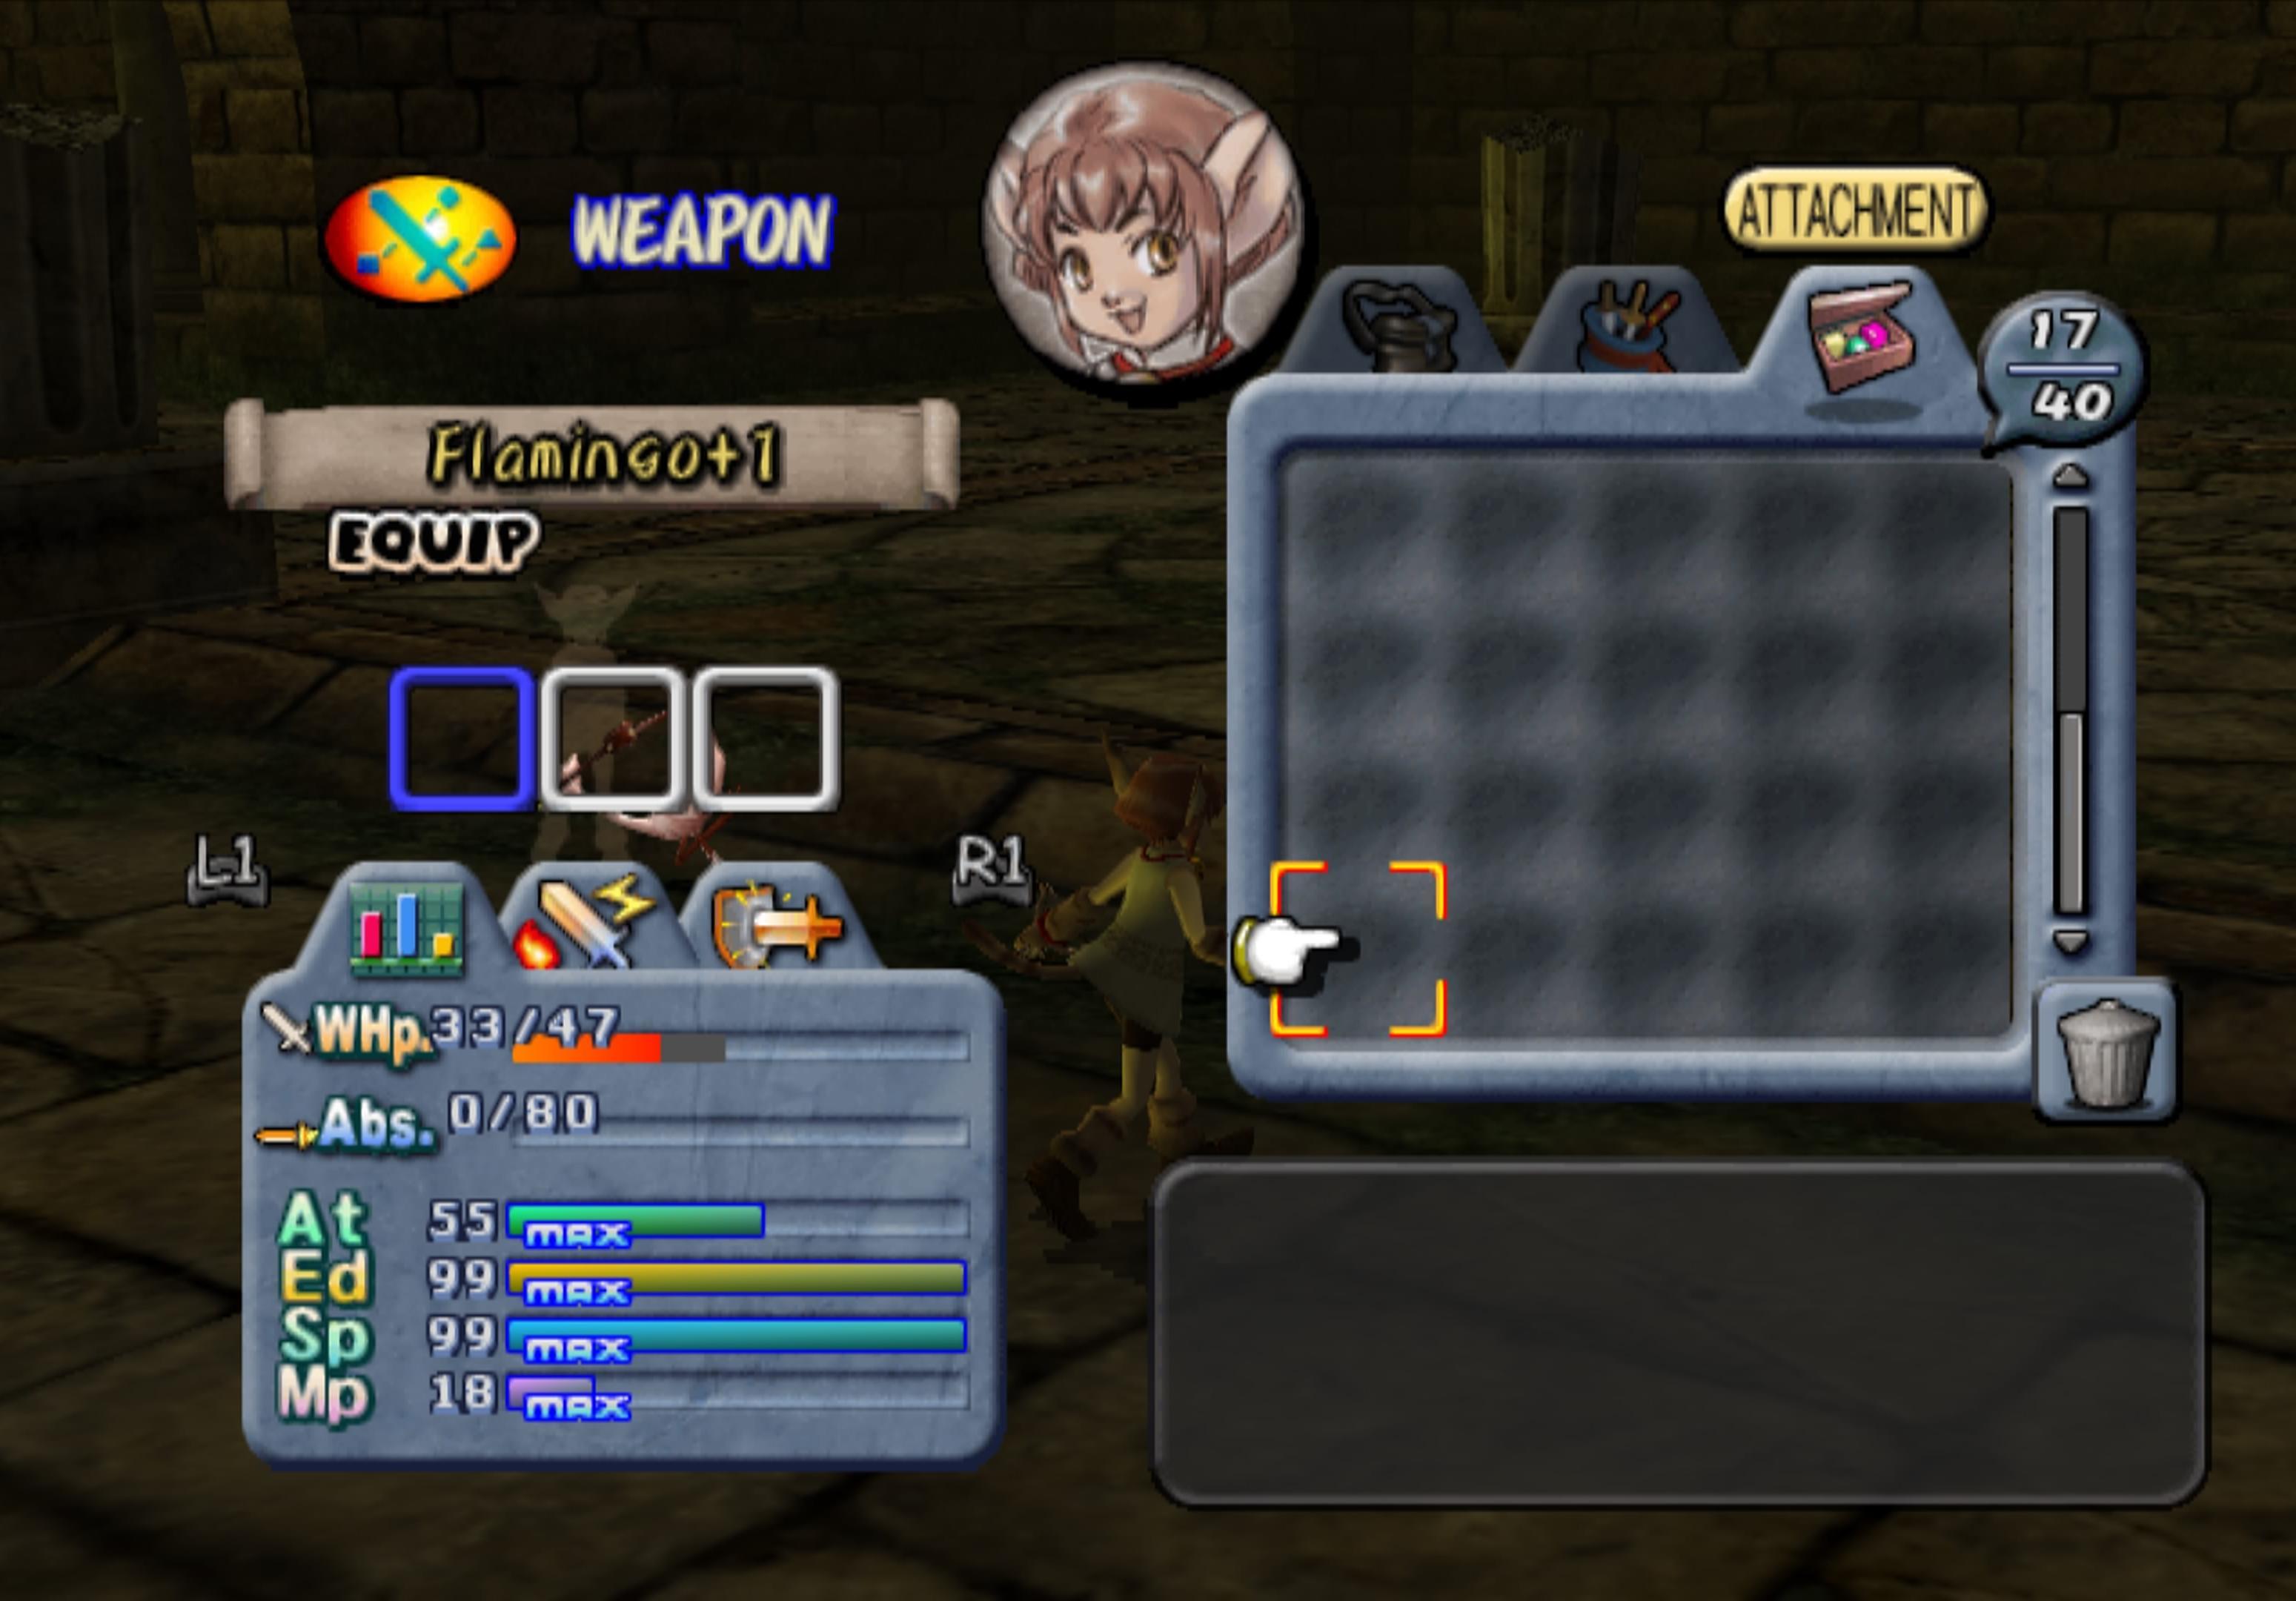 WEAPON
ATTACHMENT
17
40
Flamingo+1
EQUIP
L1
R1
WHp. 33/47
Abs. 0/80
At 55 max
Ed 99 max
Sp 99 max
Mp 18 max